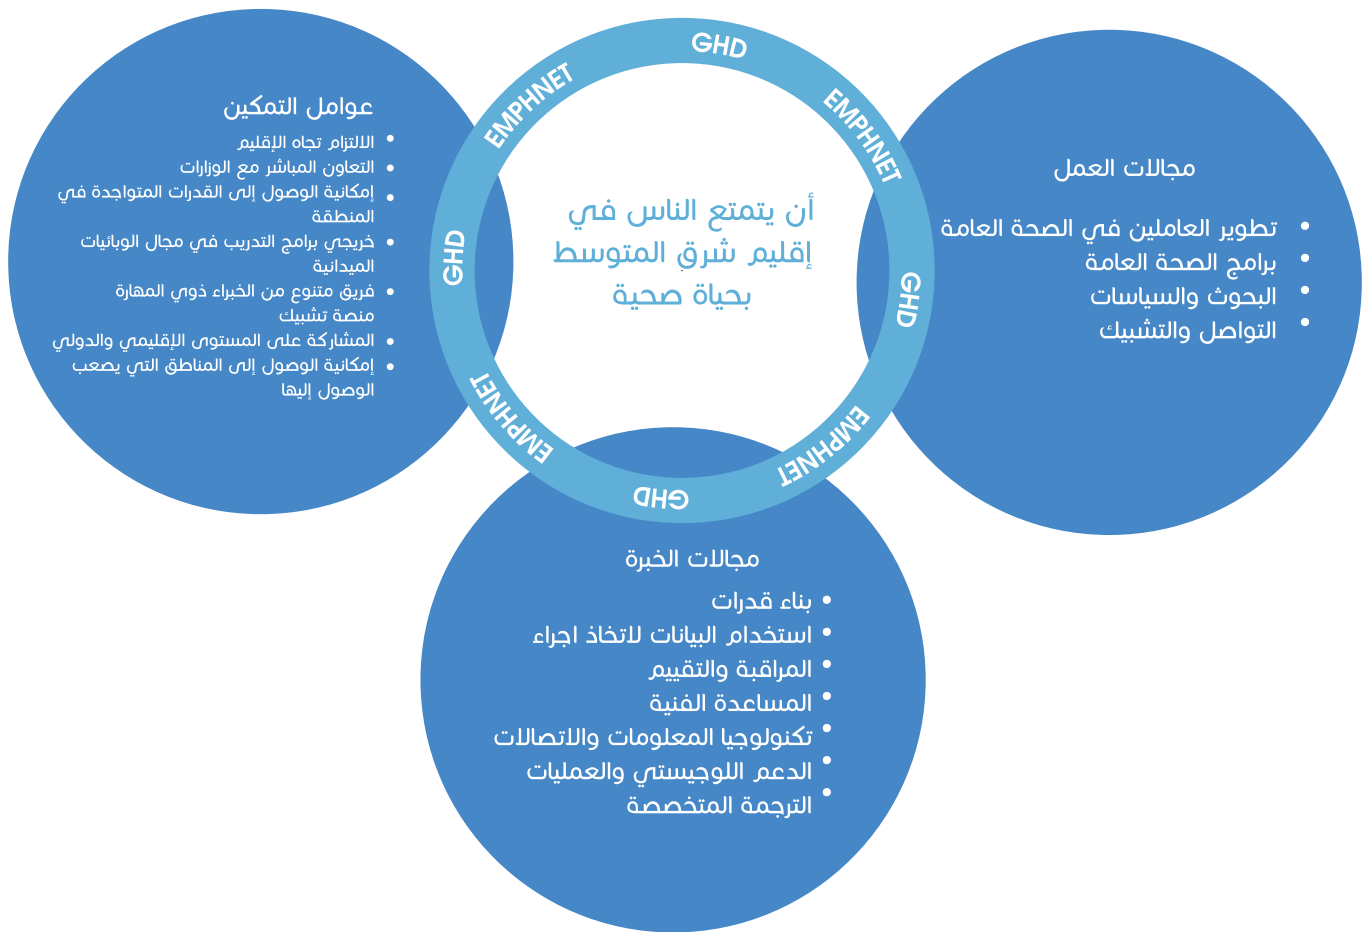 GHD
EMPHNET
GHD
EMPHNET
GHD
EMPHNET
GHD
EMPHNET
أن يتمتع الناس في
إقليم شرق المتوسط
بحياة صحية
مجالات العمل
• تطوير العاملين في الصحة العامة
• برامج الصحة العامة
• البحوث والسياسات
• التواصل والتشبيك
عوامل التمكين
• الالتزام تجاه الإقليم
• التعاون المباشر مع الوزارات
• إمكانية الوصول إلى القدرات المتواجدة في
المنطقة
• خريجي برامج التدريب في مجال الوبائيات
الميدانية
• فريق متنوع من الخبراء ذوي المهارة
منصة تشبيك
• المشاركة على المستوى الإقليمي والدولي
• إمكانية الوصول إلى المناطق التي يصعب
الوصول إليها
مجالات الخبرة
• بناء قدرات
• استخدام البيانات لاتخاذ اجراء
• المراقبة والتقييم
• المساعدة الفنية
• تكنولوجيا المعلومات والاتصالات
• الدعم اللوجيستي والعمليات
• الترجمة المتخصصة